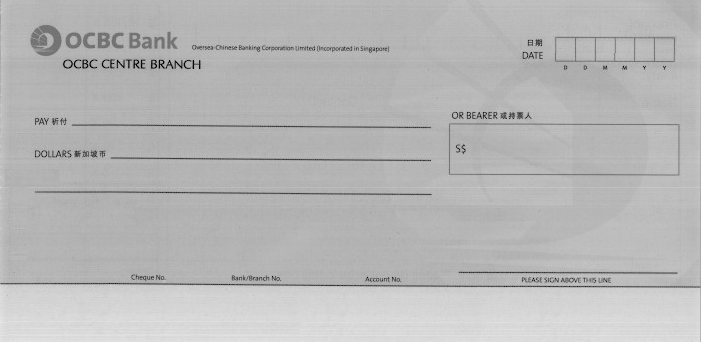 OCBC Bank Oversea-Chinese Banking Corporation Limited (Incorporated in Singapore)
OCBC CENTRE BRANCH
日期
DATE
D D M M Y Y
PAY 祈付
OR BEARER 或持票人
DOLLARS 新加坡币
S$
Cheque No. Bank/Branch No. Account No.
PLEASE SIGN ABOVE THIS LINE